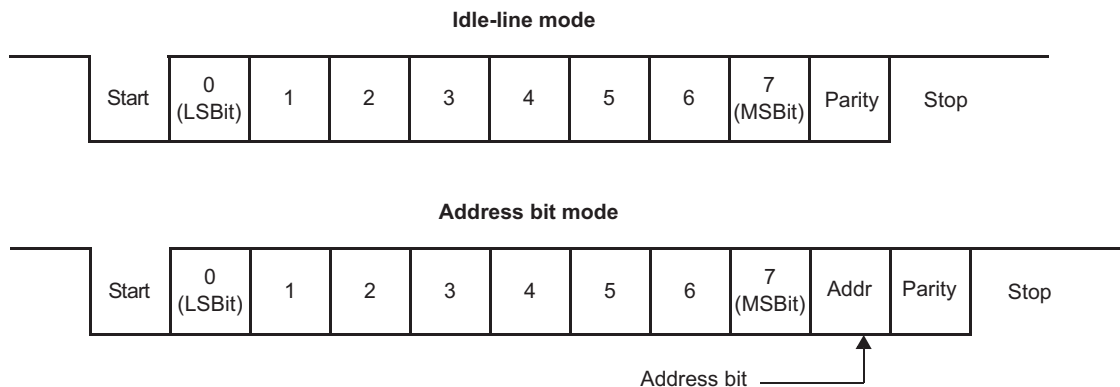 Idle-line mode
Start 0 (LSBit) 1 2 3 4 5 6 7 (MSBit) Parity Stop
Address bit mode
Start 0 (LSBit) 1 2 3 4 5 6 7 (MSBit) Addr Parity Stop
Address bit